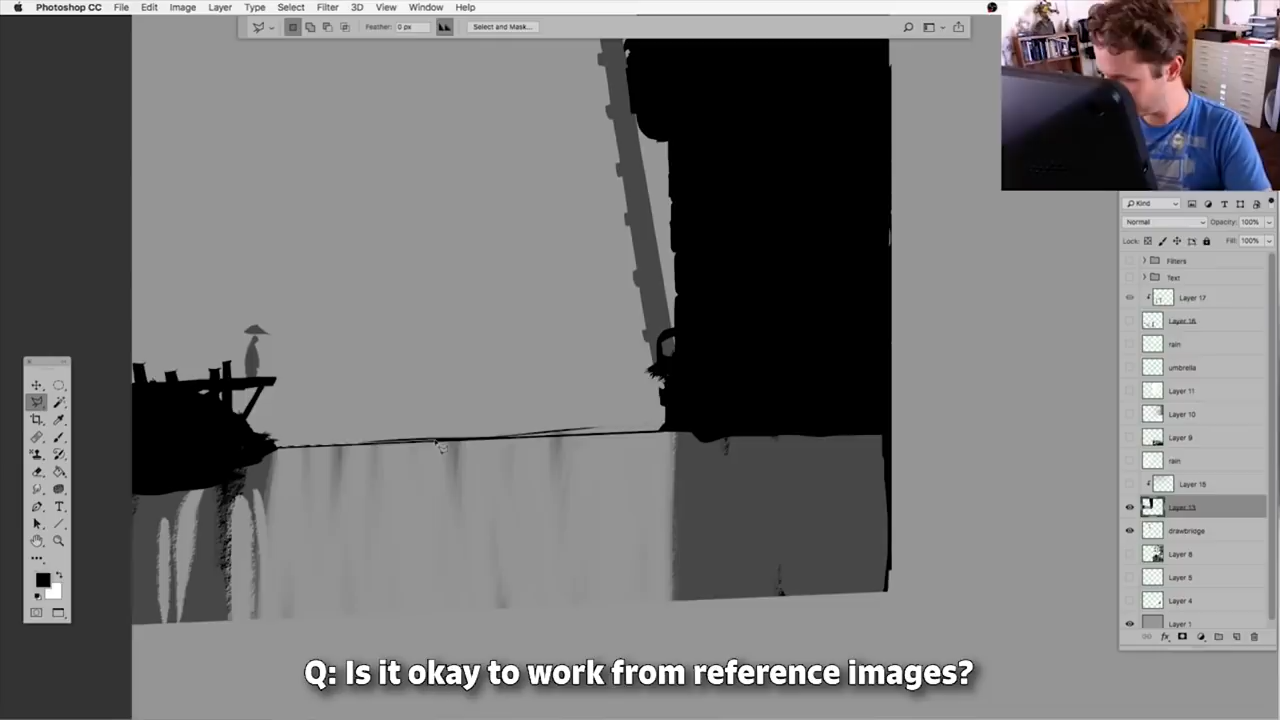 Photoshop CC File Edit Image Layer Type Select Filter 3D View Window Help
Feather: 0 px Select and Mask...
Kind
Normal Opacity: 100%
Lock: Fill: 100%
Filters
Text
Layer 17
Layer 16
rain
umbrella
Layer 11
Layer 10
Layer 9
rain
Layer 18
Layer 13
drawbridge
Layer 8
Layer 5
Layer 4
Layer 1
Q: Is it okay to work from reference images?